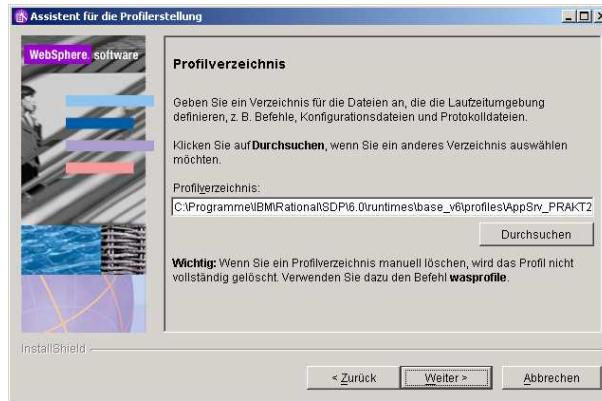 Assistent für die Profilerstellung
WebSphere. software
Profilverzeichnis
Geben Sie ein Verzeichnis für die Dateien an, die die Laufzeitumgebung
definieren, z. B. Befehle, Konfigurationsdateien und Protokolldateien.
Klicken Sie auf Durchsuchen, wenn Sie ein anderes Verzeichnis auswählen
möchten.
Profilverzeichnis:
C:\Programme\IBM\Rational\SDP\6.0\runtimes\base_v6\profiles\AppSrv_PRAKT2
Durchsuchen
Wichtig: Wenn Sie ein Profilverzeichnis manuell löschen, wird das Profil nicht
vollständig gelöscht. Verwenden Sie dazu den Befehl wasprofile.
InstallShield
< Zurück
Weiter >
Abbrechen